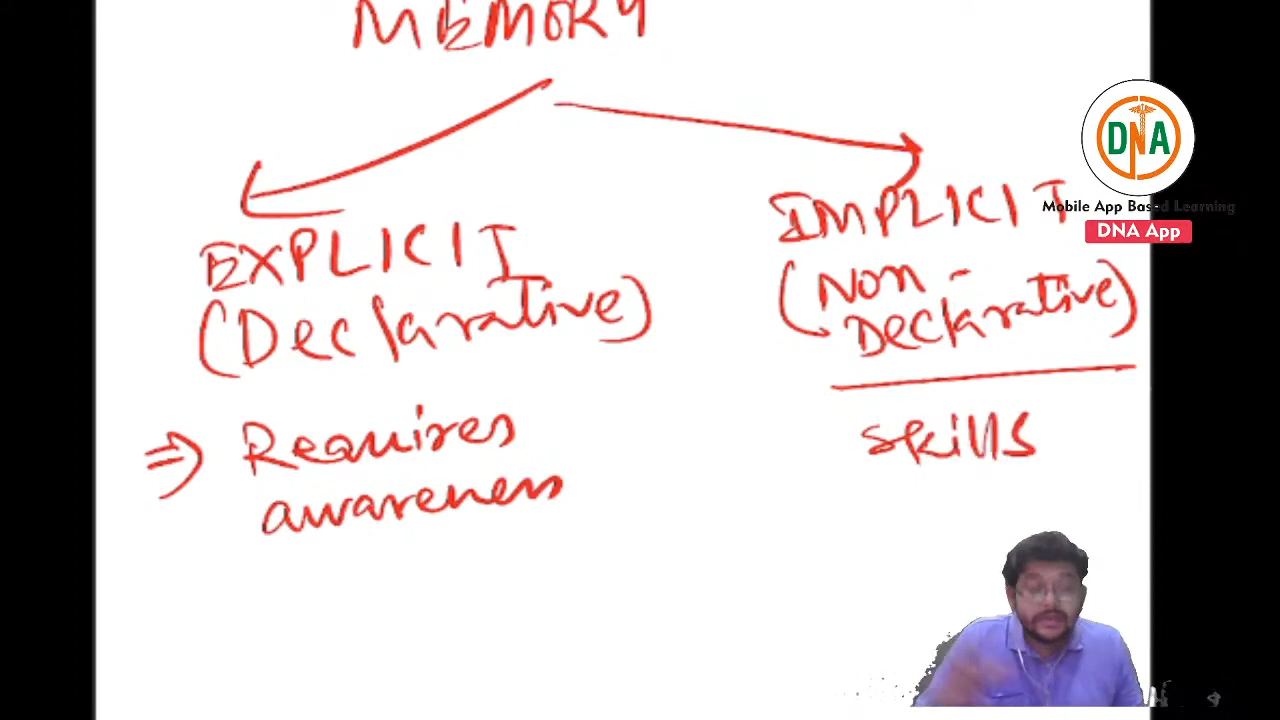 MEMORY
EXPLICIT
(Declarative)
⇒ Requires
awareness
IMPLICIT
(Non-
Declarative)
skills
DNA
Mobile App Based Learning
DNA App